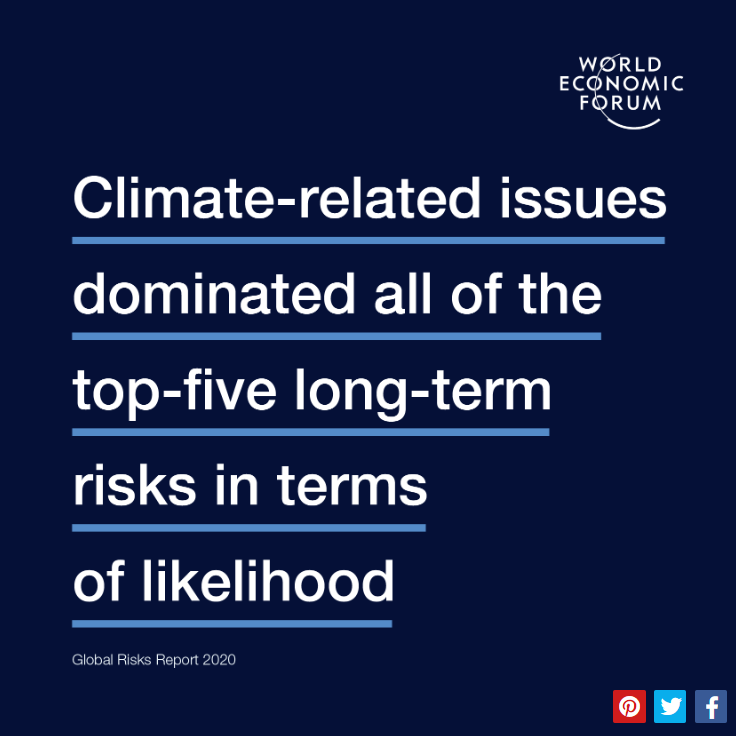 WORLD
ECONOMIC
FORUM
Climate-related issues
dominated all of the
top-five long-term
risks in terms
of likelihood
Global Risks Report 2020